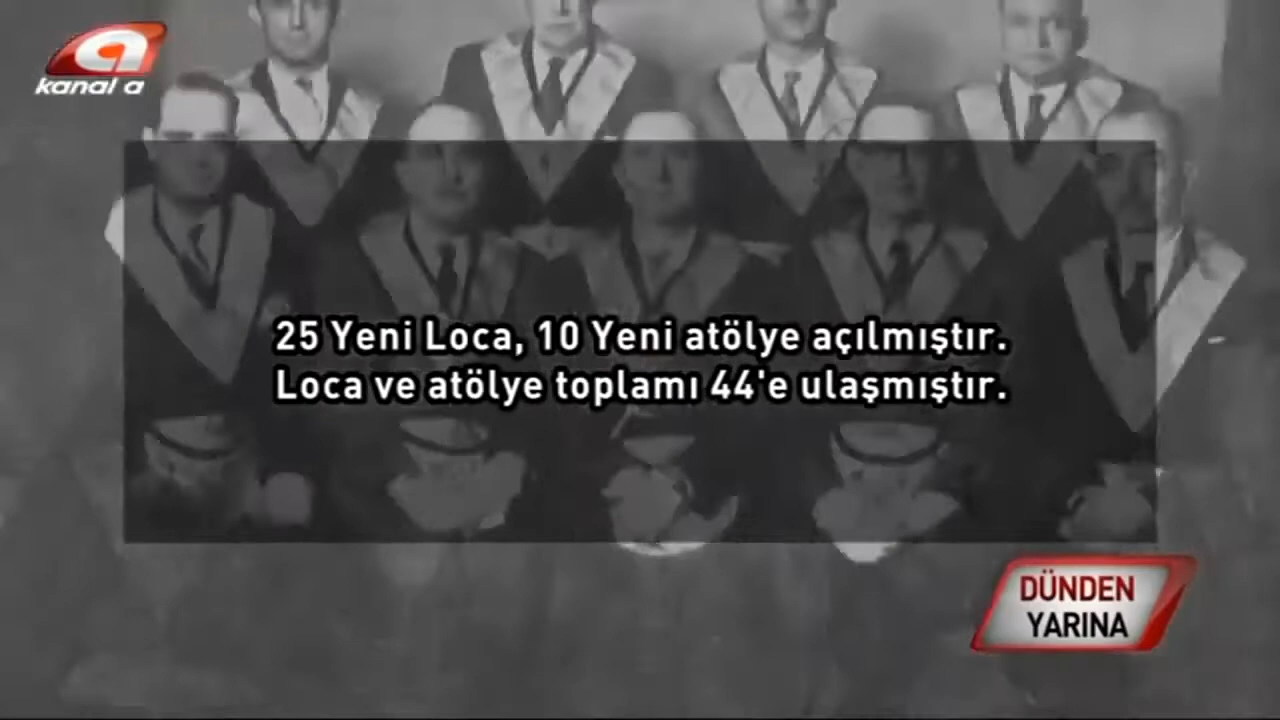 kanal a
25 Yeni Loca, 10 Yeni atölye açılmıştır.
Loca ve atölye toplamı 44'e ulaşmıştır.
DÜNDEN
YARINA